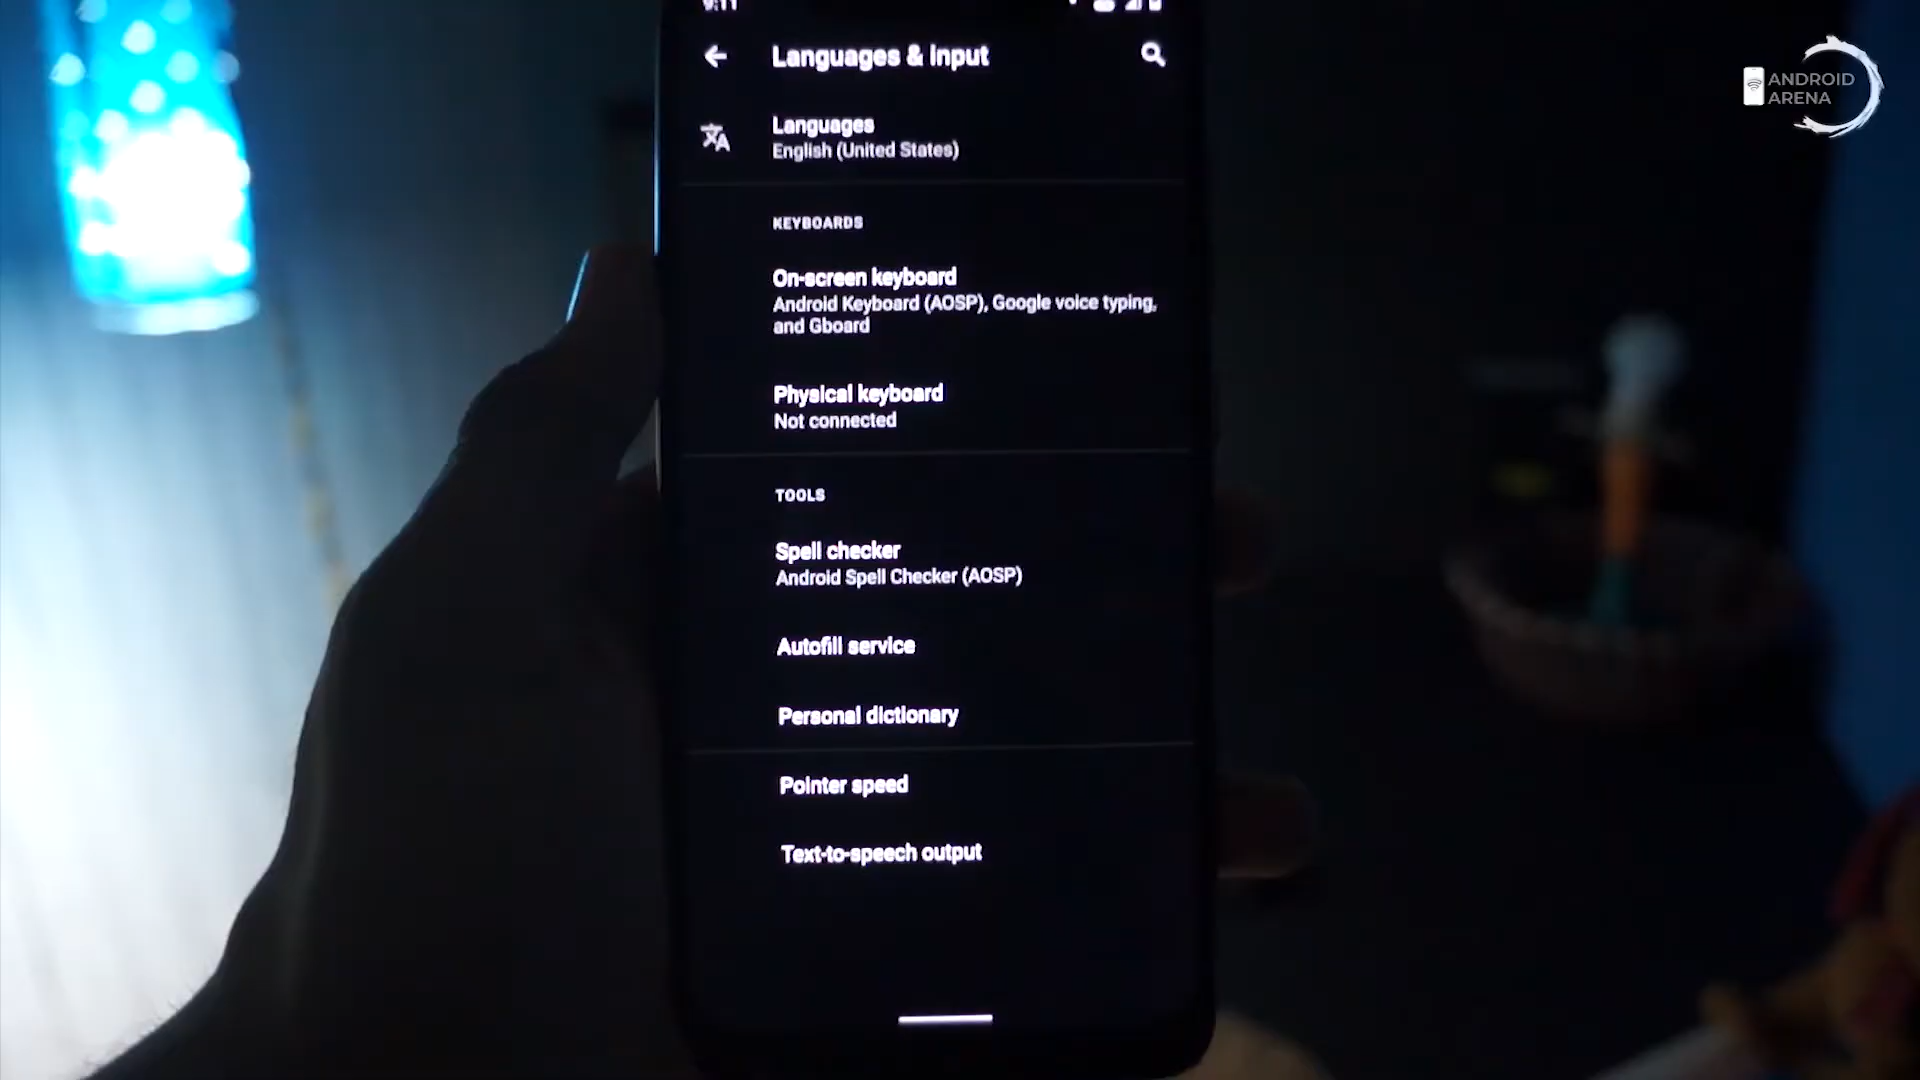 9:11
Languages & input
Languages
English (United States)
KEYBOARDS
On-screen keyboard
Android Keyboard (AOSP), Google voice typing,
and Gboard
Physical keyboard
Not connected
TOOLS
Spell checker
Android Spell Checker (AOSP)
Autofill service
Personal dictionary
Pointer speed
Text-to-speech output
ANDROID
ARENA